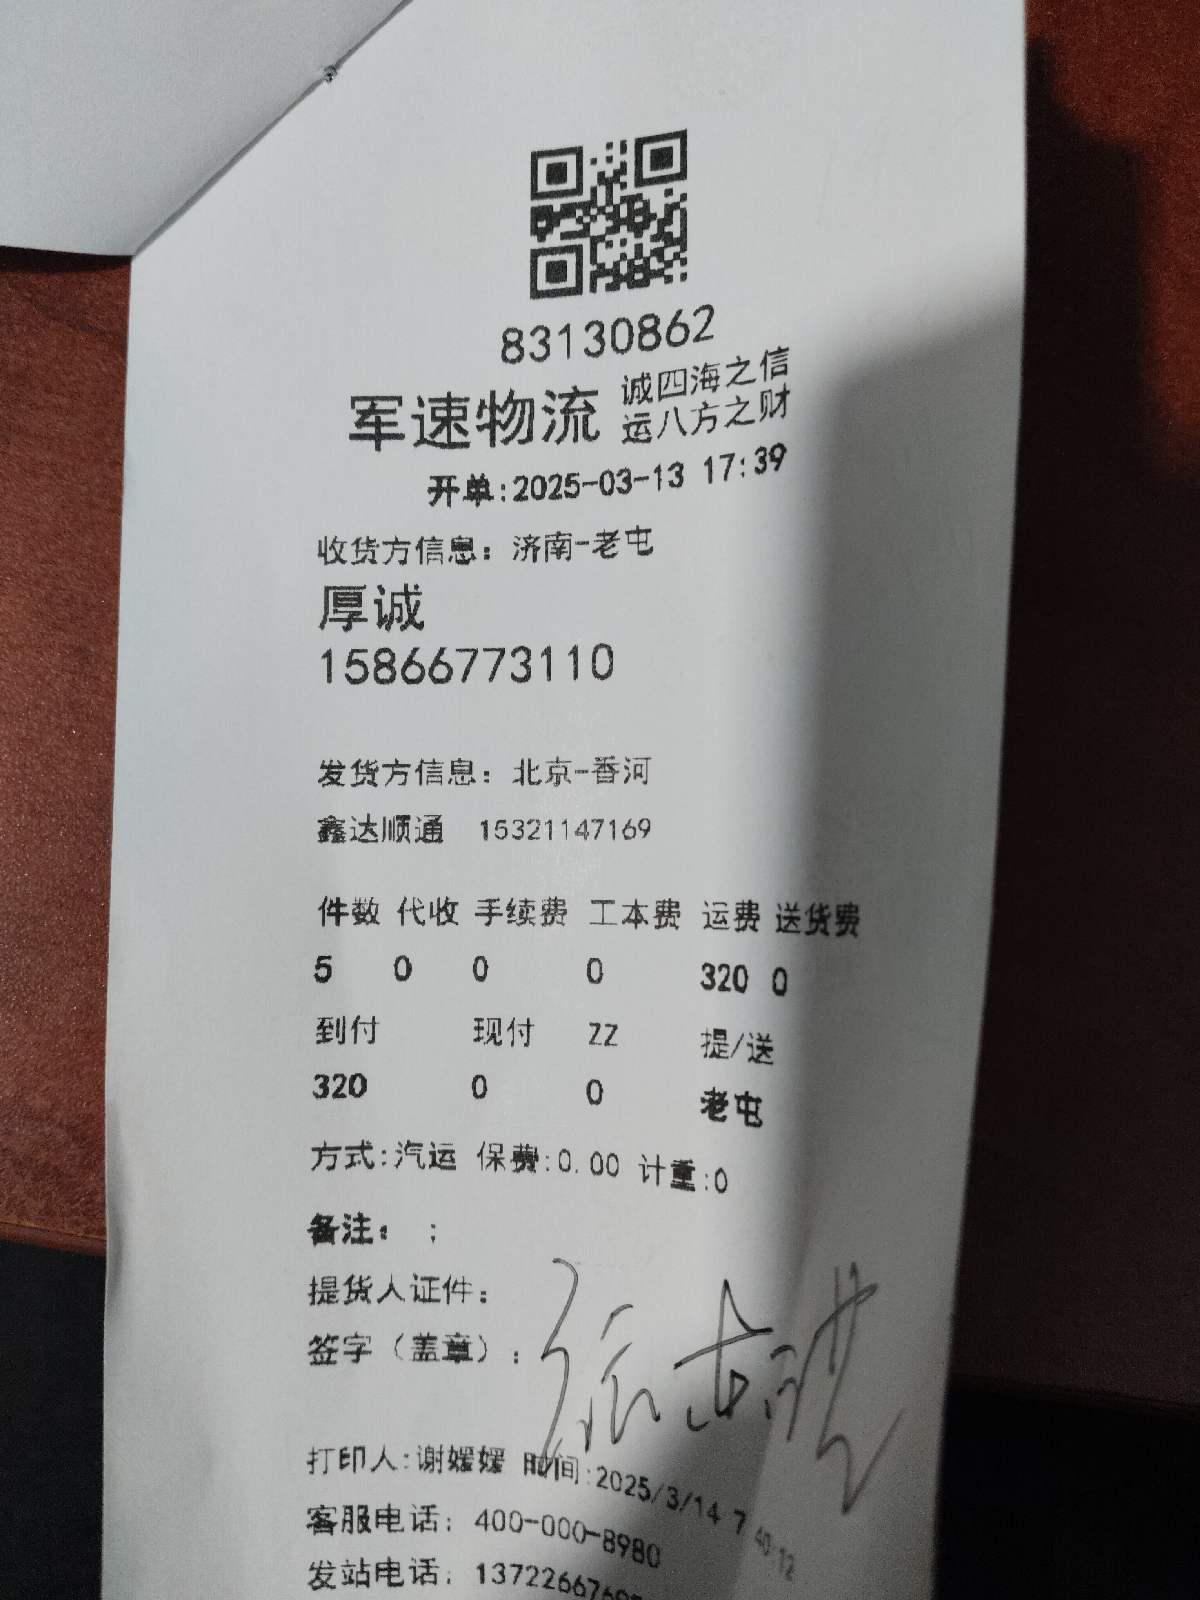 83130862
军速物流 诚四海之信
运八方之财
开单:2025-03-13 17:39
收货方信息：济南-老屯
厚诚
15866773110
发货方信息：北京-香河
鑫达顺通 15321147169
件数 代收 手续费 工本费 运费 送货费
5 0 0 0 320 0
到付 现付 ZZ 提/送
320 0 0 老屯
方式:汽运 保费:0.00 计重:0
备注： ;
提货人证件：
签字（盖章）：
打印人:谢媛媛 时间:2025/3/14 7:40:12
客服电话：400-000-8980
发站电话：